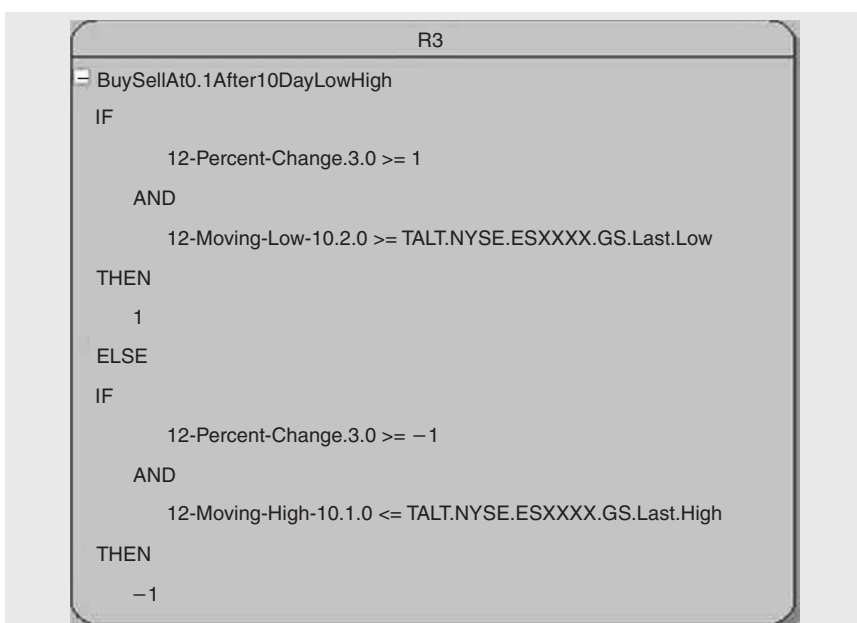 R3
BuySellAt0.1After10DayLowHigh
IF
12-Percent-Change.3.0 >= 1
AND
12-Moving-Low-10.2.0 >= TALT.NYSE.ESXXXX.GS.Last.Low
THEN
1
ELSE
IF
12-Percent-Change.3.0 >= −1
AND
12-Moving-High-10.1.0 <= TALT.NYSE.ESXXXX.GS.Last.High
THEN
−1